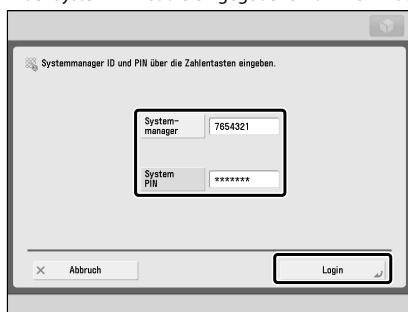 Systemmanager ID und PIN über die Zahlentasten eingeben.
System-
manager
7654321
System
PIN
*******
Abbruch
Login